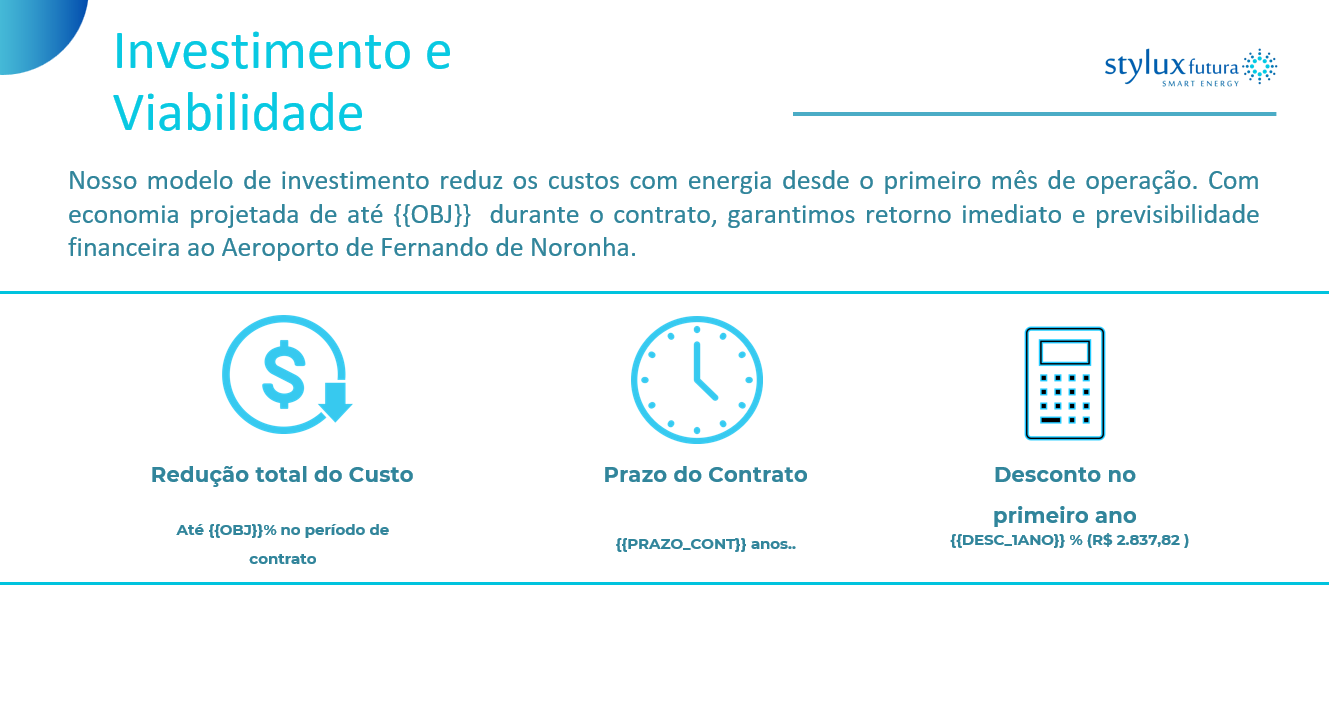 Investimento e
Viabilidade
stylux futura
SMART ENERGY
Nosso modelo de investimento reduz os custos com energia desde o primeiro mês de operação. Com
economia projetada de até {{OBJ}}  durante o contrato, garantimos retorno imediato e previsibilidade
financeira ao Aeroporto de Fernando de Noronha.
$
Redução total do Custo
Até {{OBJ}}% no período de
contrato
Prazo do Contrato
{{PRAZO_CONT}} anos..
Desconto no
primeiro ano
{{DESC_1ANO}} % (R$ 2.837,82 )